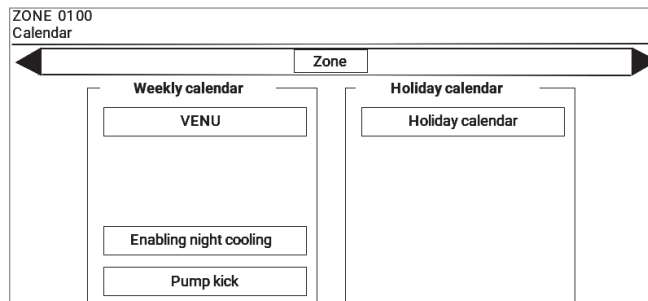 ZONE 0100
Calendar
Zone
Weekly calendar
VENU
Enabling night cooling
Pump kick
Holiday calendar
Holiday calendar